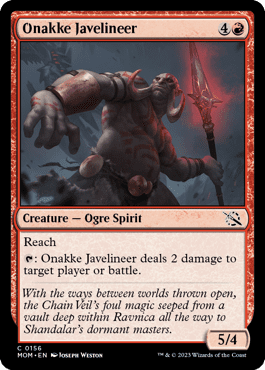 Onakke Javelineer 4
Creature — Ogre Spirit
Reach
: Onakke Javelineer deals 2 damage to
target player or battle.
With the ways between worlds thrown open,
the Chain Veil's foul magic seeped from a
vault deep within Ravnica all the way to
Shandalar's dormant masters.
5/4
C 0156
MOM • EN Joseph Weston
™ & © 2023 Wizards of the Coast